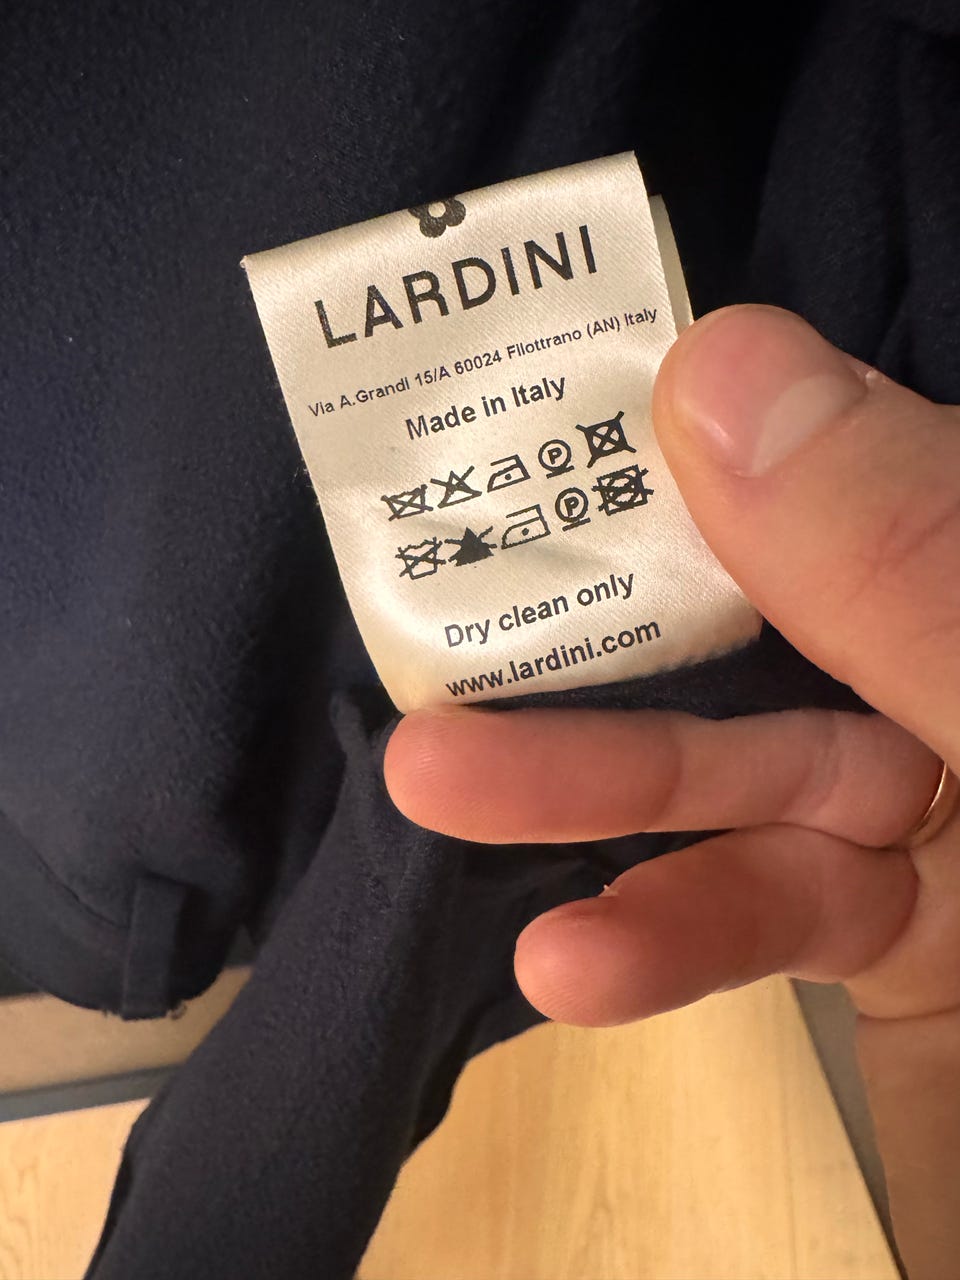 LARDINI
Via A.Grandi 15/A 60024 Filottrano (AN) Italy
Made in Italy
P
P
Dry clean only
www.lardini.com